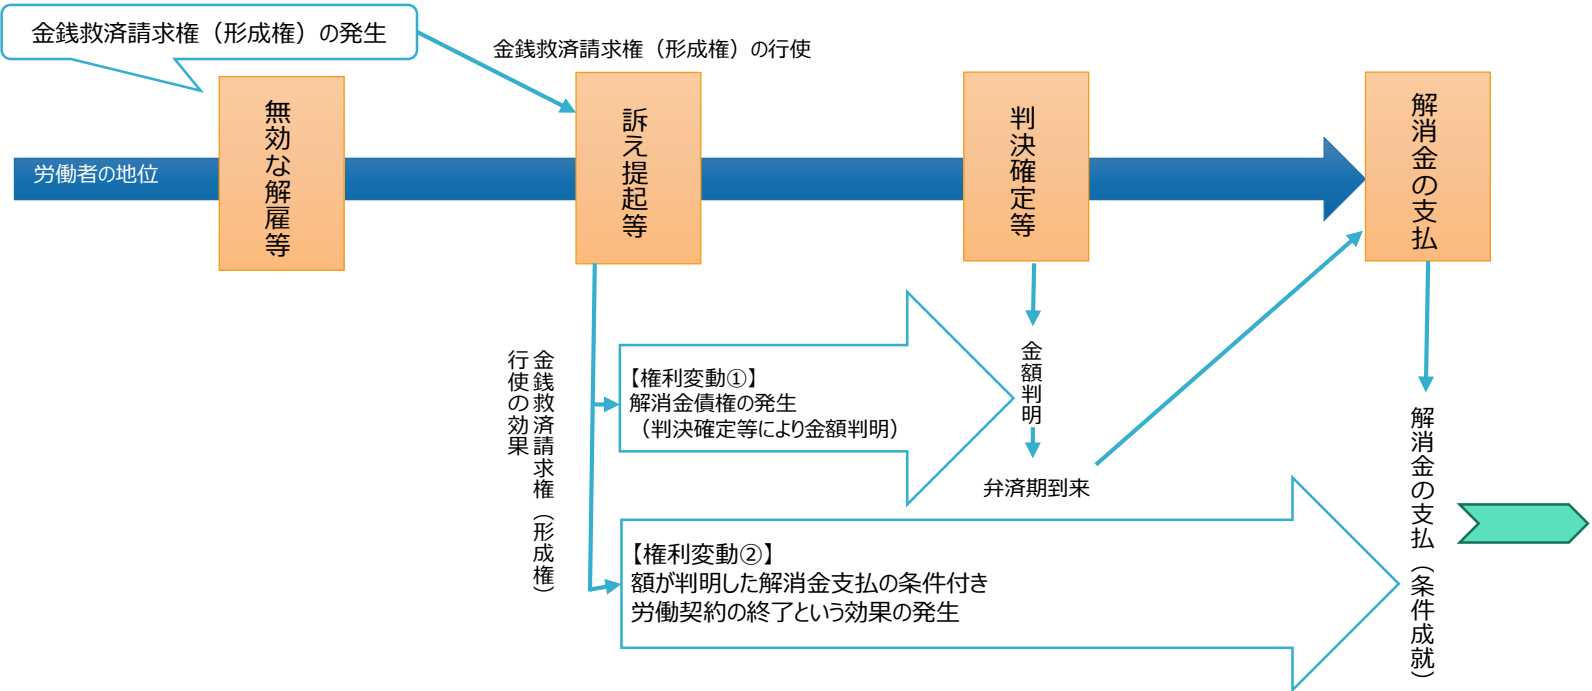 金銭救済請求権（形成権）の発生
金銭救済請求権（形成権）の行使
労働者の地位
無効な解雇等
訴え提起等
判決確定等
解消金の支払
金銭救済請求権（形成権）
行使の効果
【権利変動①】
解消金債権の発生
（判決確定等により金額判明）
金額判明
弁済期到来
【権利変動②】
額が判明した解消金支払の条件付き
労働契約の終了という効果の発生
解消金の支払（条件成就）